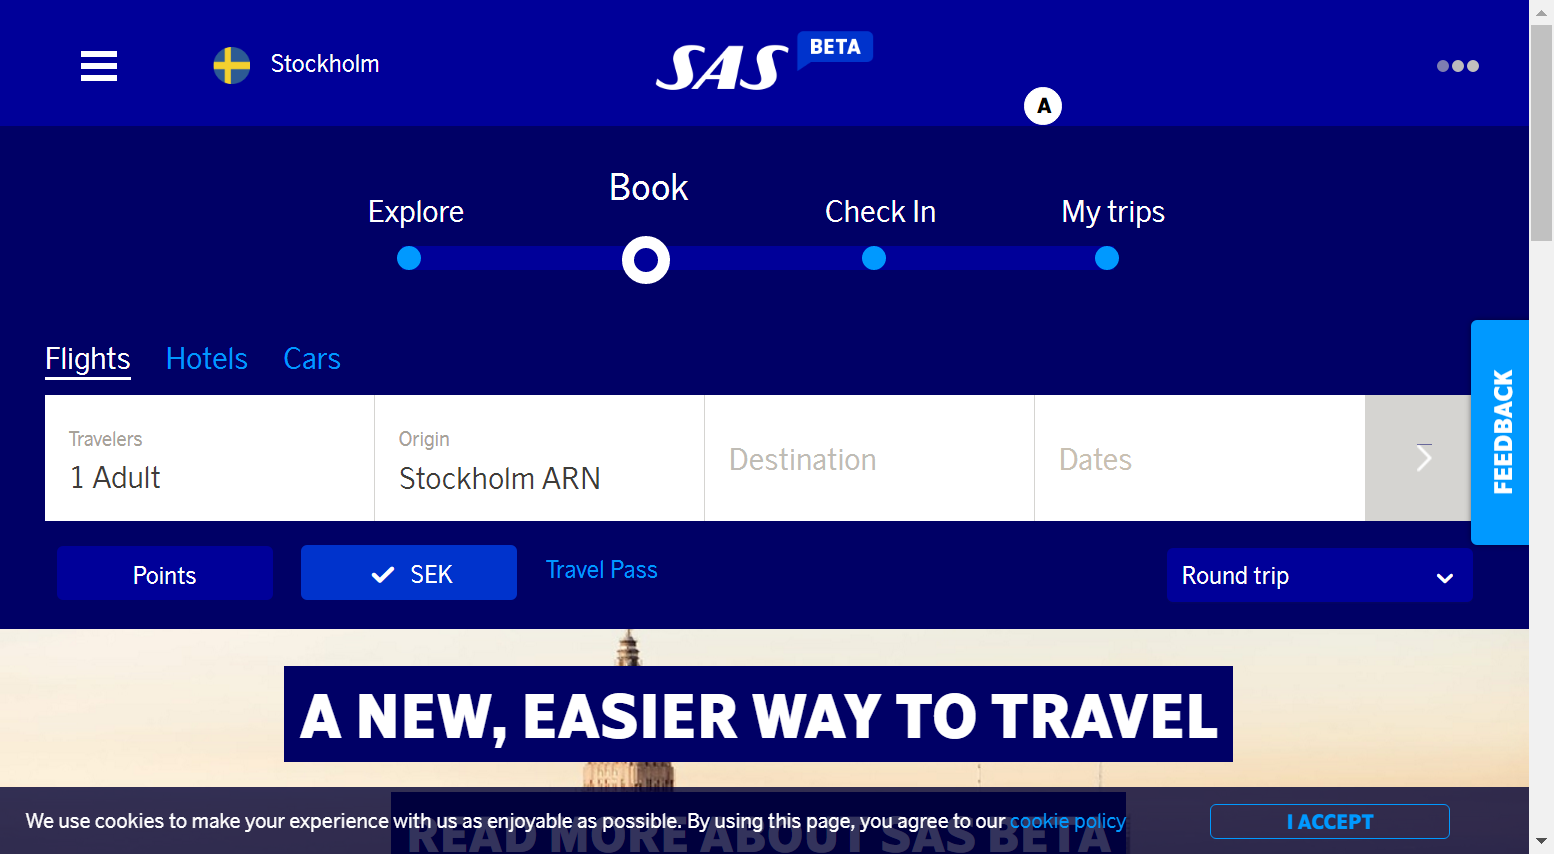 Stockholm
SAS
BETA
A
Explore
Book
Check In
My trips
Flights
Hotels
Cars
Travelers
1 Adult
Origin
Stockholm ARN
Destination
Dates
FEEDBACK
Points
SEK
Travel Pass
Round trip
A NEW, EASIER WAY TO TRAVEL
READ MORE ABOUT SAS BETA
We use cookies to make your experience with us as enjoyable as possible. By using this page, you agree to our cookie policy
I ACCEPT